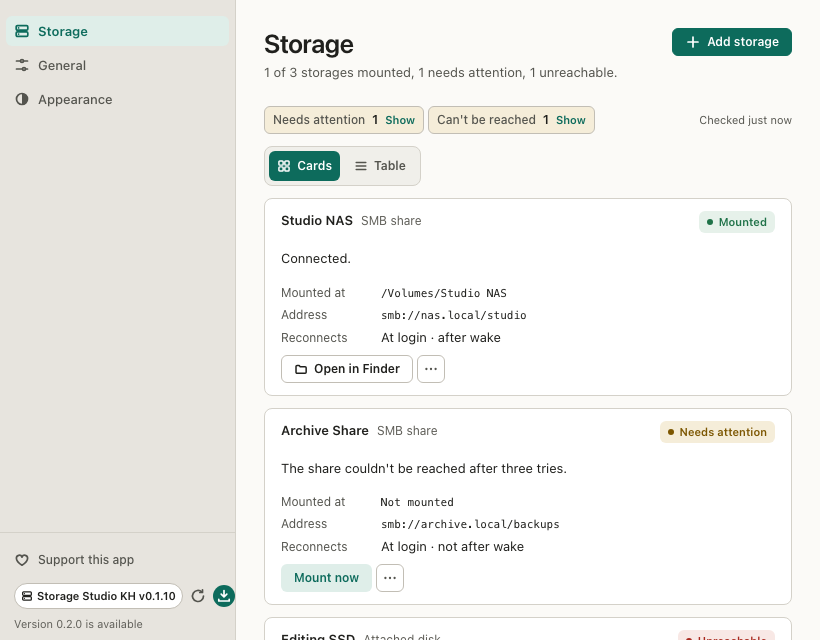 Storage
General
Appearance
Support this app
Storage Studio KH v0.1.10
Version 0.2.0 is available
Storage
Add storage
1 of 3 storages mounted, 1 needs attention, 1 unreachable.
Needs attention 1 Show
Can't be reached 1 Show
Checked just now
Cards
Table
Studio NAS SMB share
Mounted
Connected.
Mounted at /Volumes/Studio NAS
Address smb://nas.local/studio
Reconnects At login · after wake
Open in Finder
Archive Share SMB share
Needs attention
The share couldn't be reached after three tries.
Mounted at Not mounted
Address smb://archive.local/backups
Reconnects At login · not after wake
Mount now
Editing SSD Attached disk
Unreachable